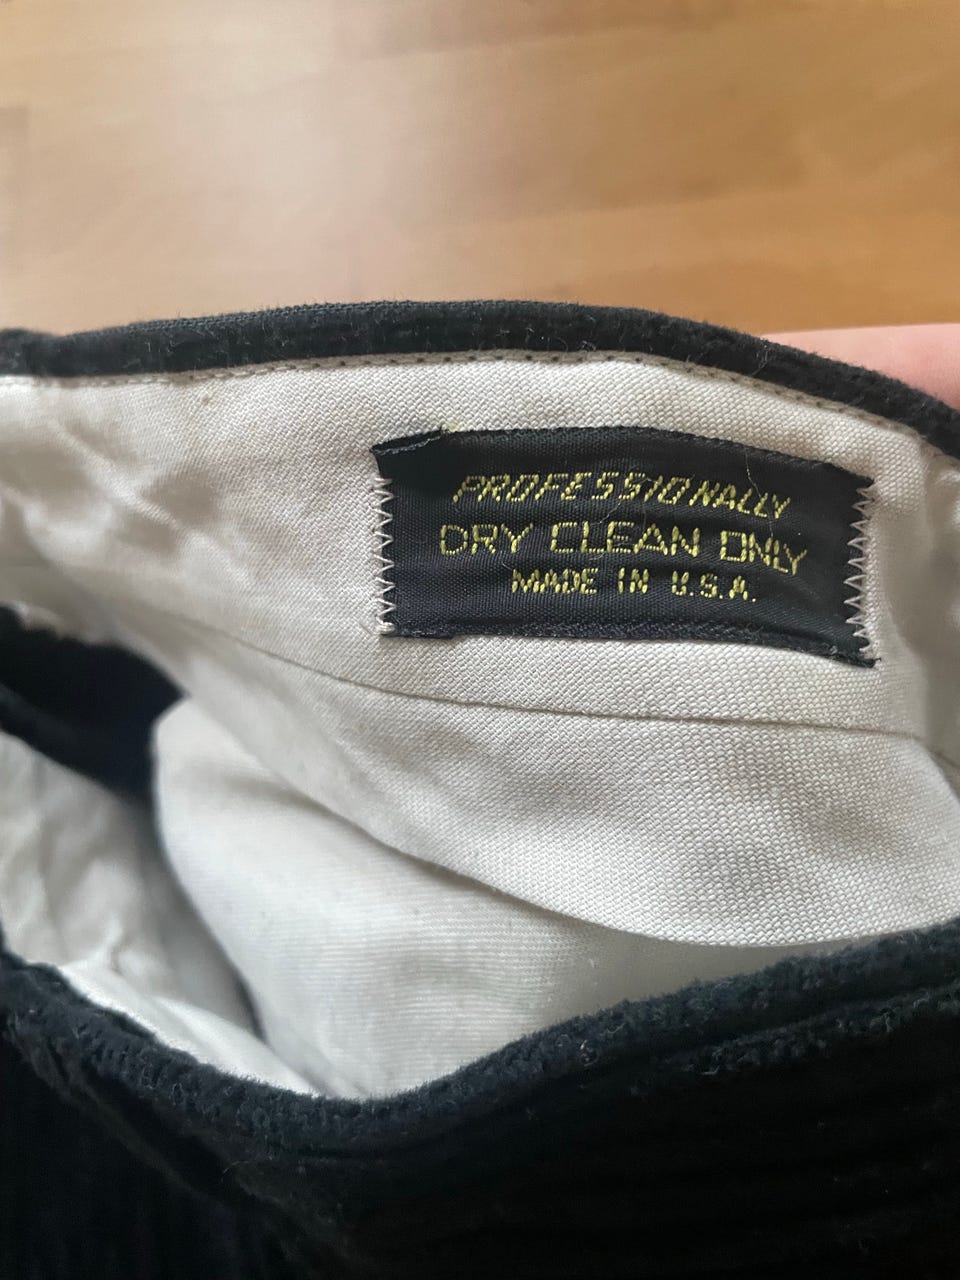 PROFESSIONALLY
DRY CLEAN ONLY
MADE IN U.S.A.